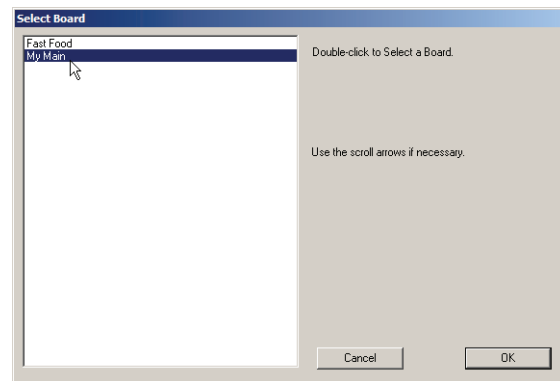 Select Board
Fast Food
My Main
Double-click to Select a Board.
Use the scroll arrows if necessary.
Cancel
OK